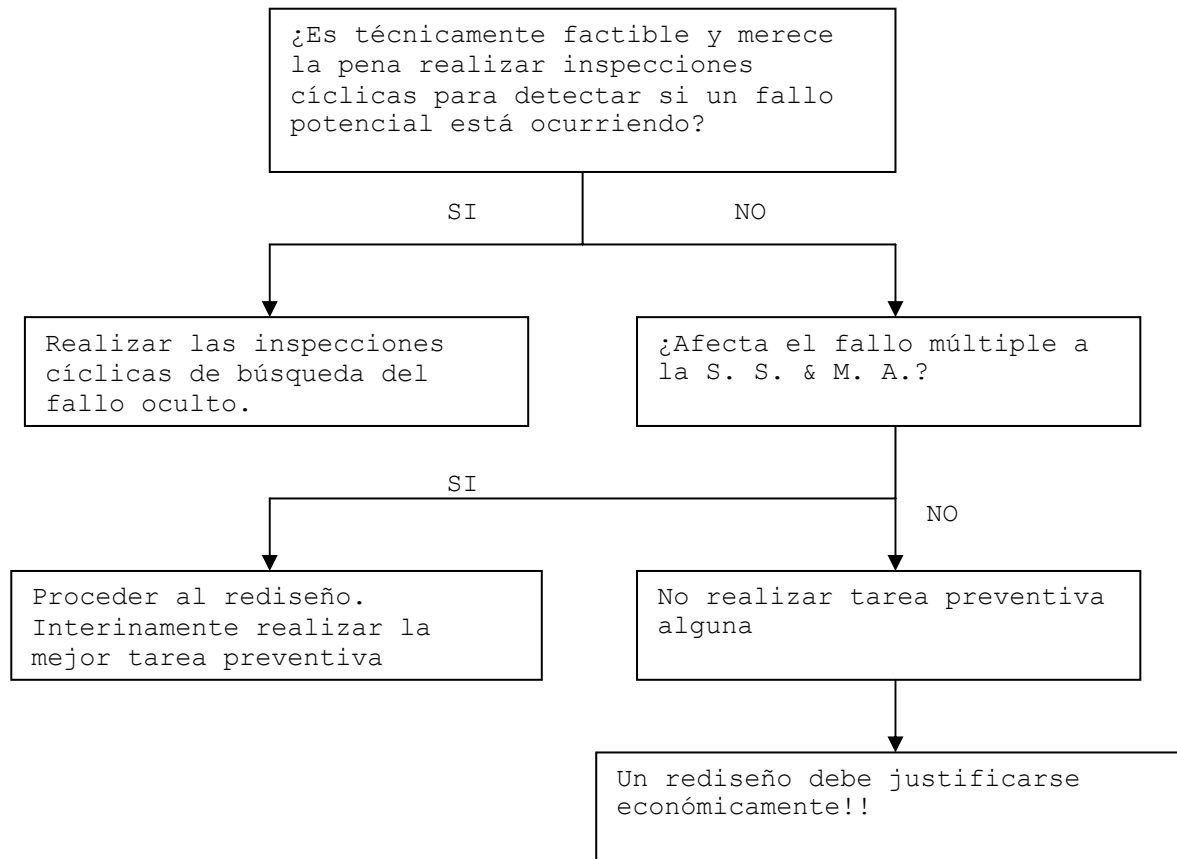 ¿Es técnicamente factible y merece
la pena realizar inspecciones
cíclicas para detectar si un fallo
potencial está ocurriendo?
SI
NO
Realizar las inspecciones
cíclicas de búsqueda del
fallo oculto.
¿Afecta el fallo múltiple a
la S. S. & M. A.?
SI
NO
Proceder al rediseño.
Interinamente realizar la
mejor tarea preventiva
No realizar tarea preventiva
alguna
Un rediseño debe justificarse
económicamente!!